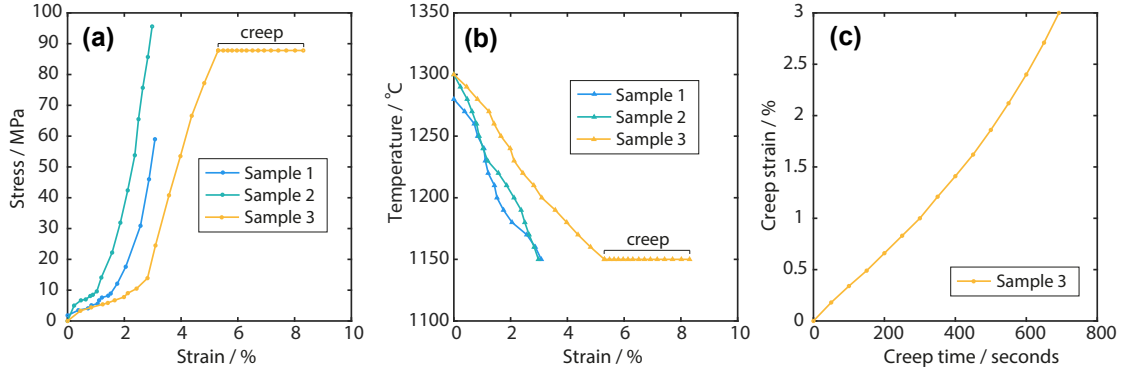 (a)
Stress / MPa
100
90
80
70
60
50
40
30
20
10
0
creep
Sample 1
Sample 2
Sample 3
0 2 4 6 8 10
Strain / %
(b)
Temperature / °C
1350
1300
1250
1200
1150
1100
Sample 1
Sample 2
Sample 3
creep
0 2 4 6 8 10
Strain / %
(c)
Creep strain / %
3
2.5
2
1.5
1
0.5
0
Sample 3
0 200 400 600 800
Creep time / seconds